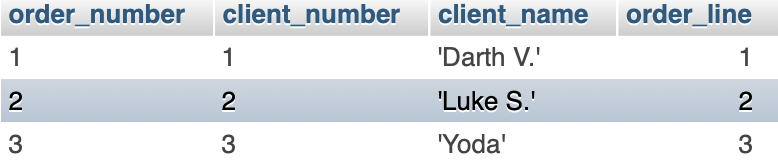 order_number client_number client_name order_line
1 1 'Darth V.' 1
2 2 'Luke S.' 2
3 3 'Yoda' 3